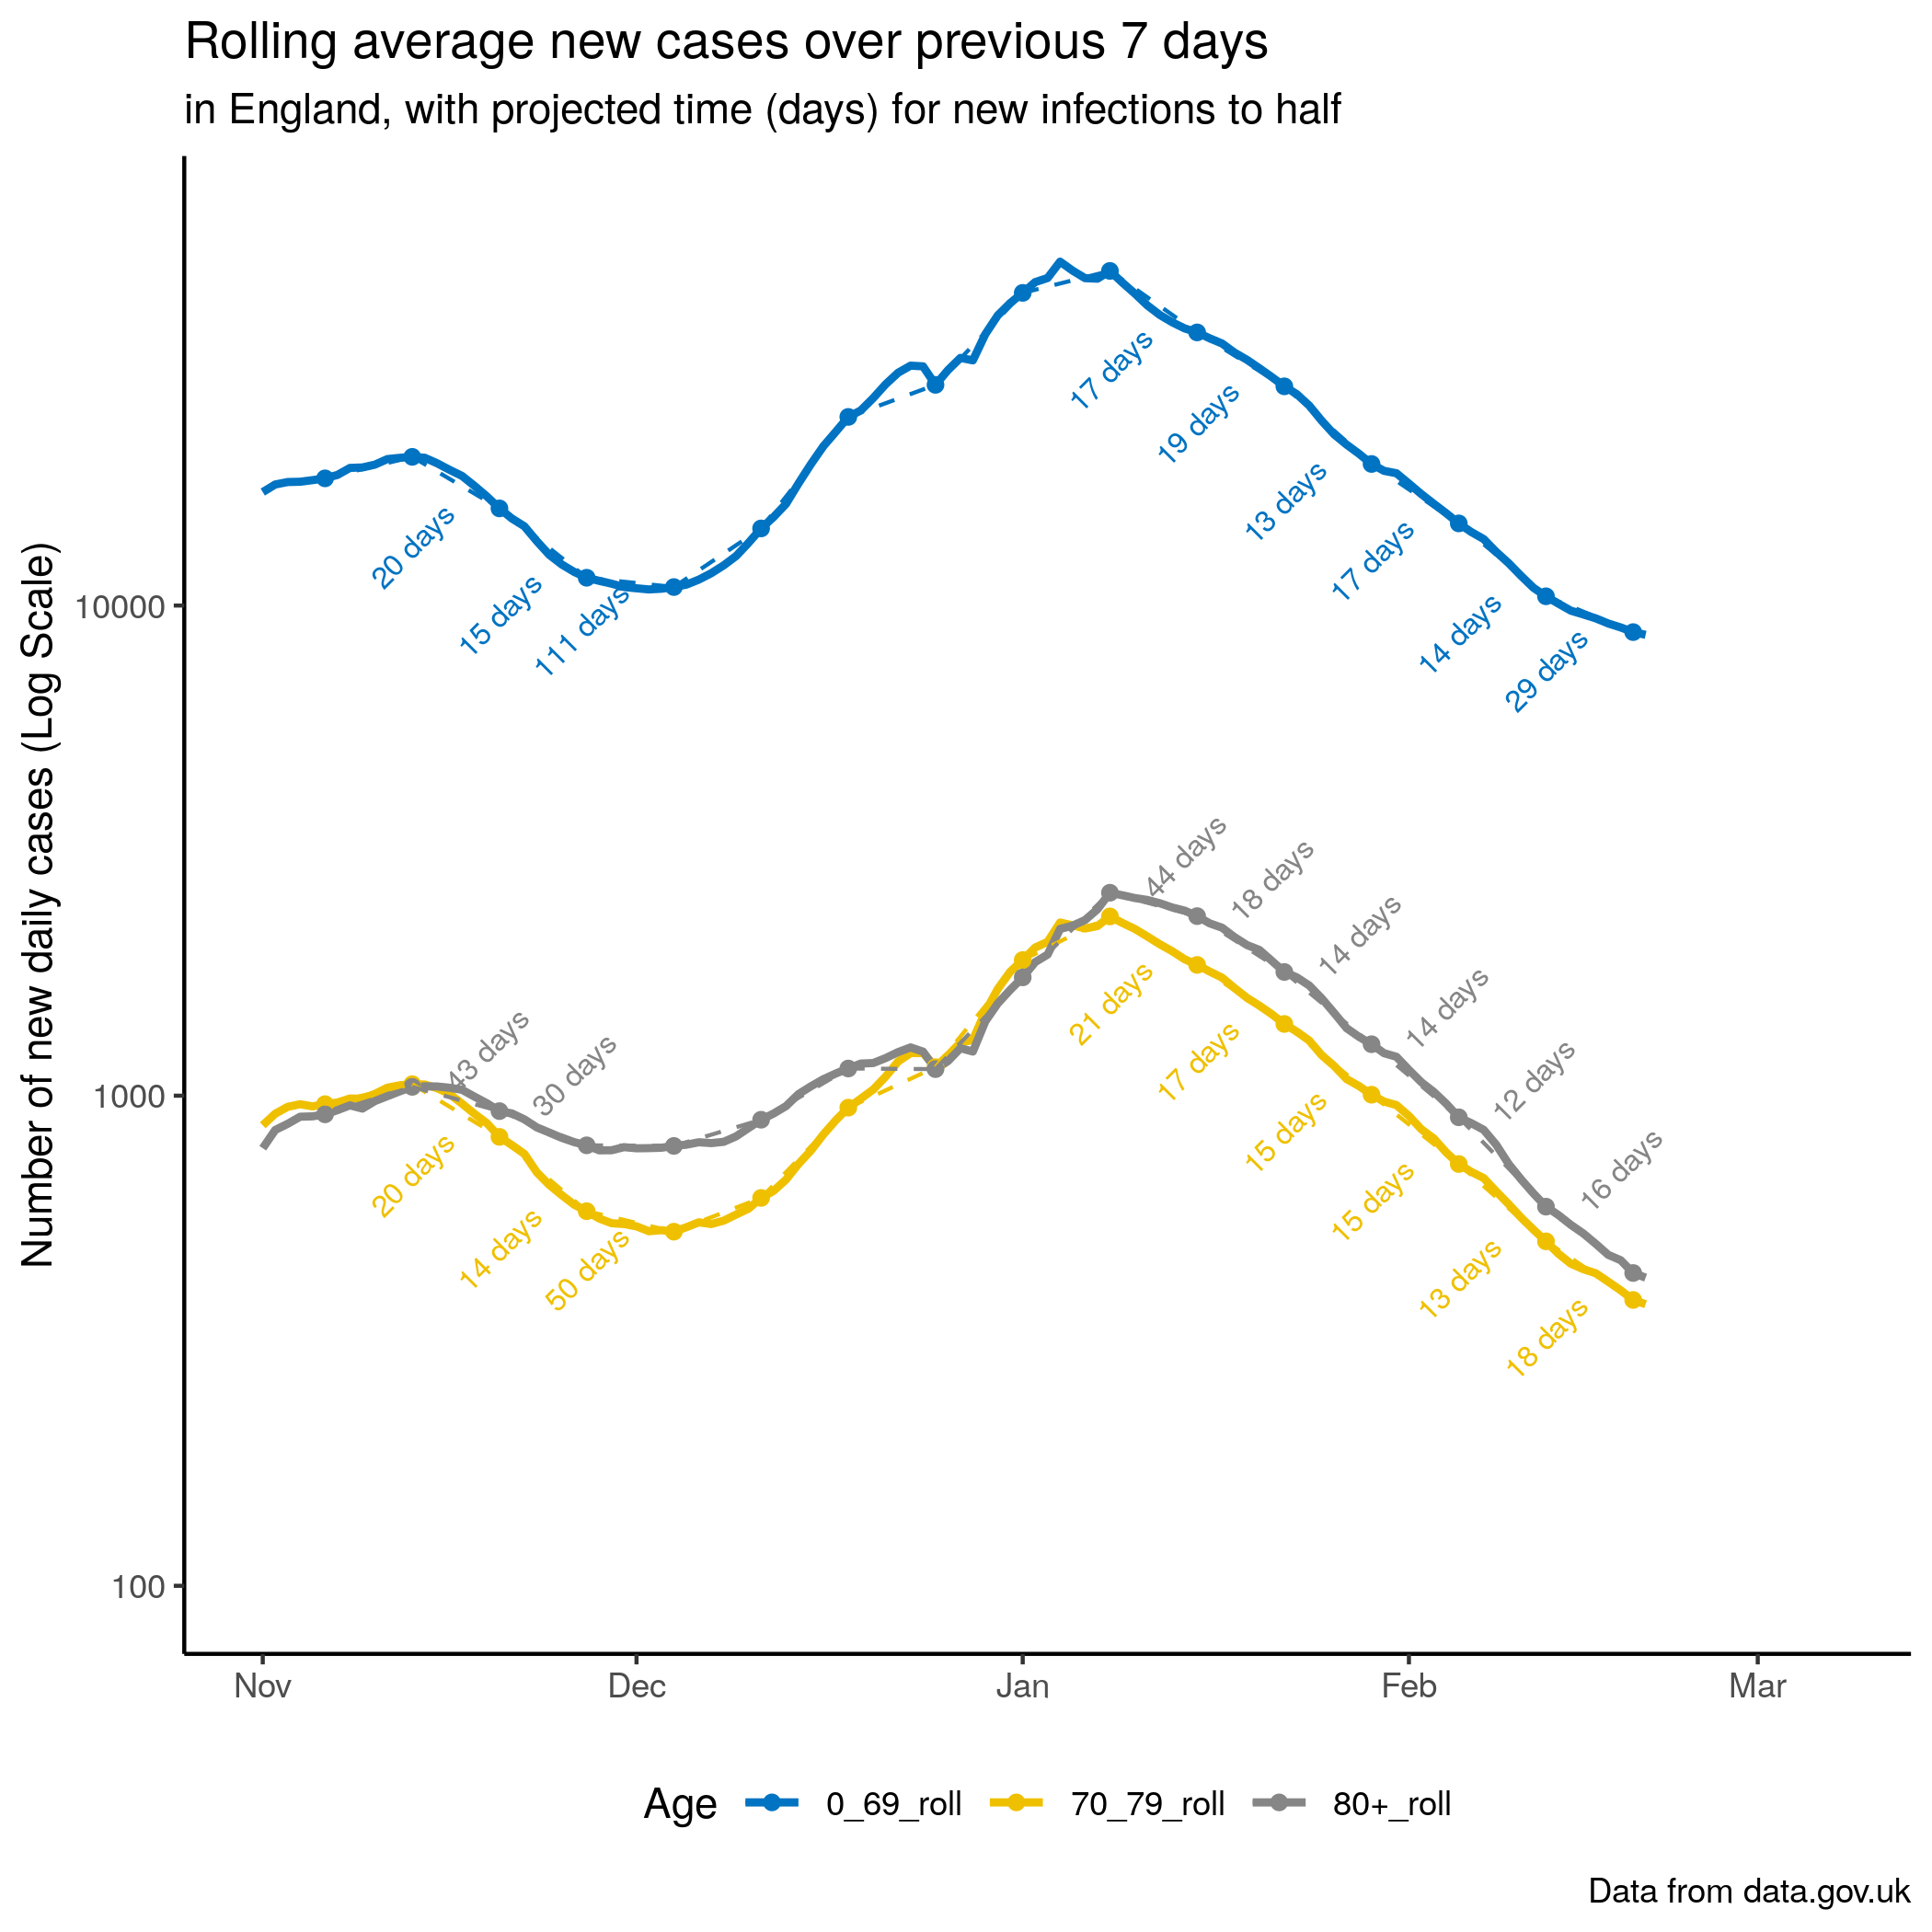 Rolling average new cases over previous 7 days
in England, with projected time (days) for new infections to half
Number of new daily cases (Log Scale)
10000
1000
100
20 days
15 days
111 days
17 days
19 days
13 days
17 days
14 days
29 days
43 days
30 days
44 days
18 days
14 days
14 days
12 days
16 days
20 days
14 days
50 days
21 days
17 days
15 days
15 days
13 days
18 days
Nov Dec Jan Feb Mar
Age 0_69_roll 70_79_roll 80+_roll
Data from data.gov.uk